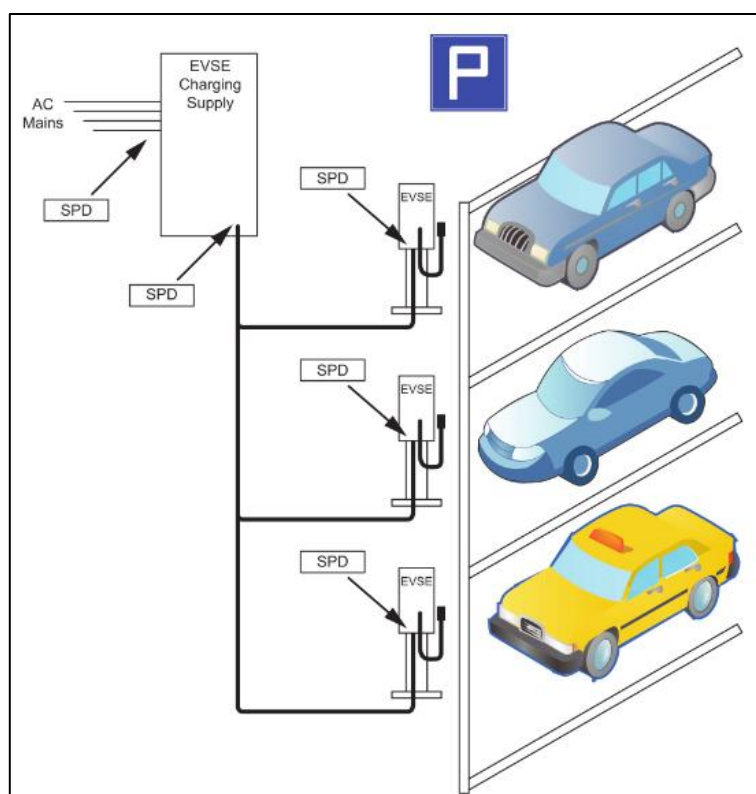 P
EVSE
Charging
Supply
AC
Mains
SPD
SPD
SPD
EVSE
SPD
EVSE
SPD
EVSE